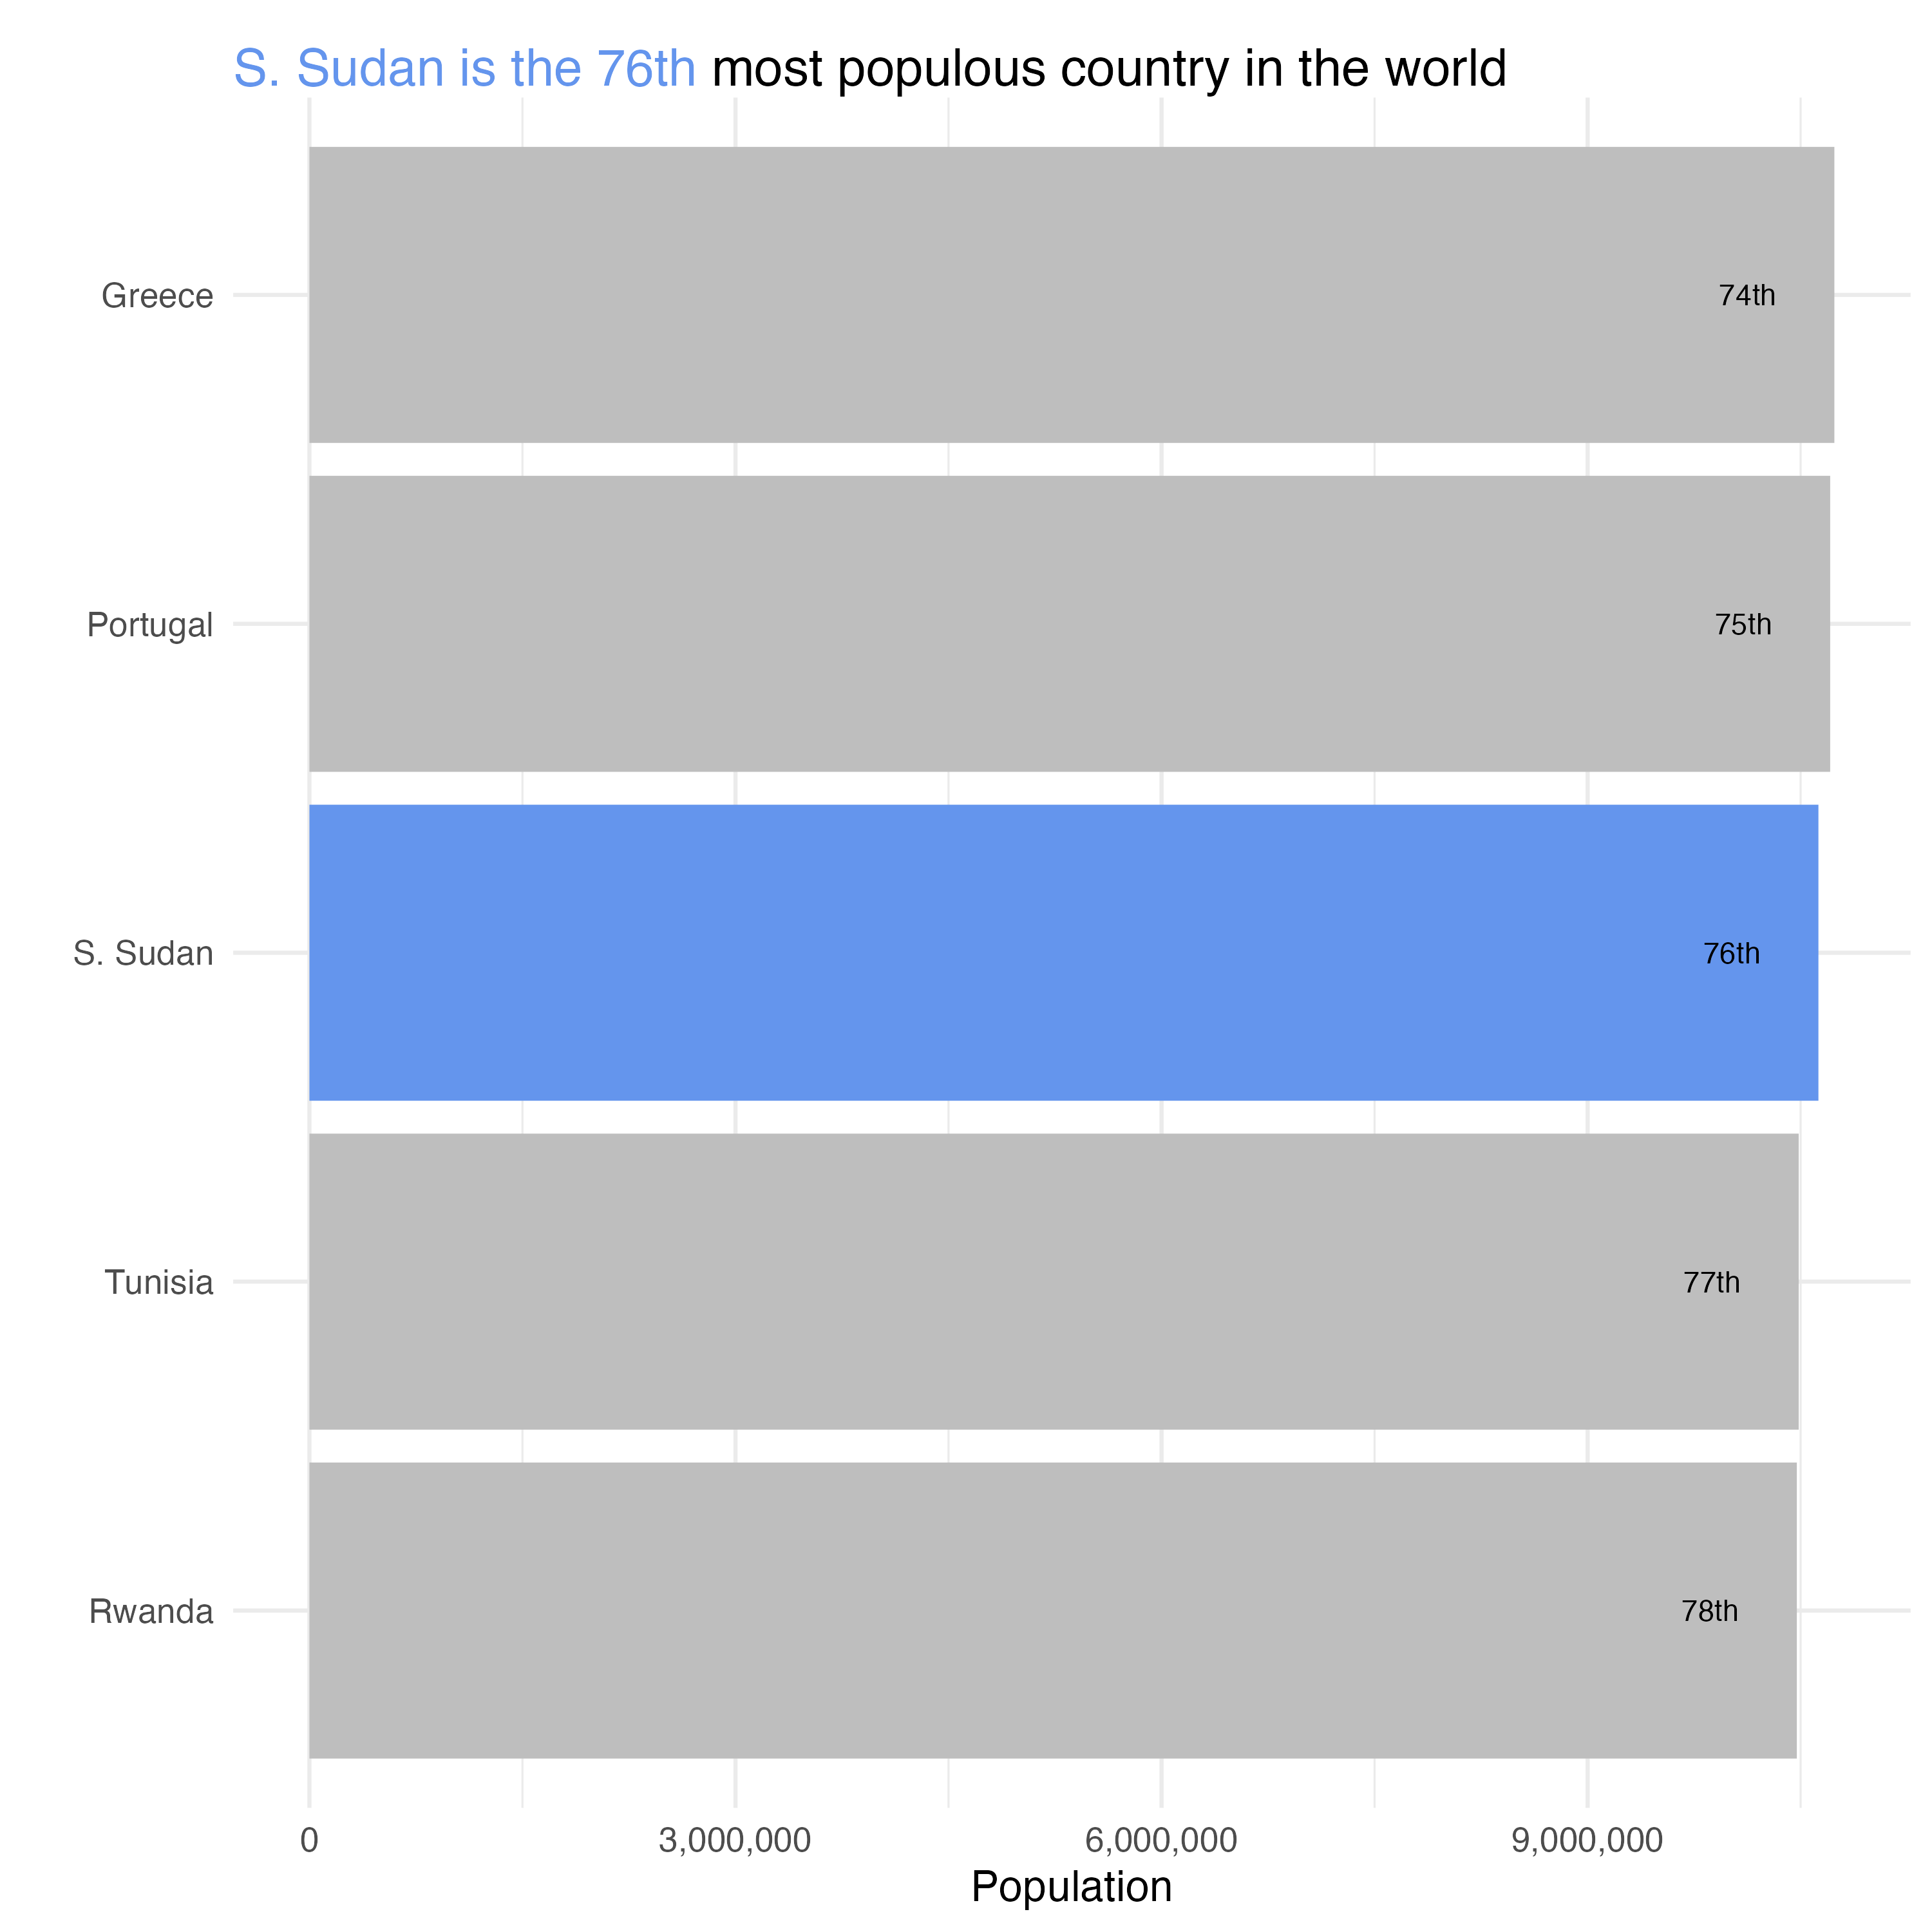 S. Sudan is the 76th most populous country in the world
Greece
74th
Portugal
75th
S. Sudan
76th
Tunisia
77th
Rwanda
78th
0
3,000,000
6,000,000
9,000,000
Population